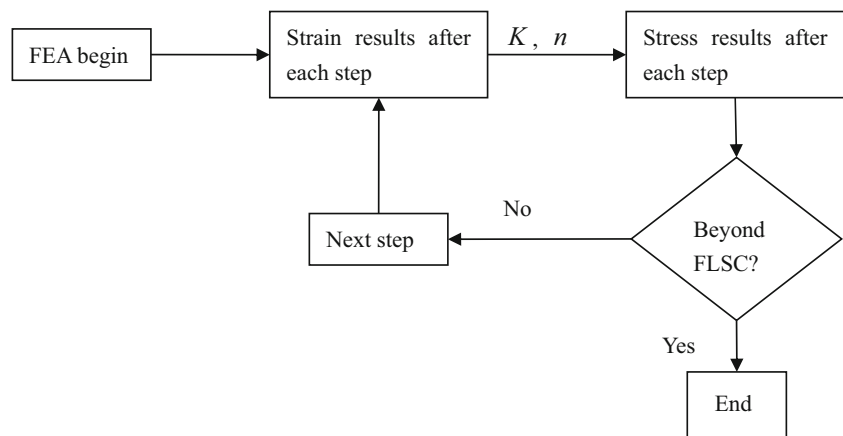 FEA begin
Strain results after
each step
K, n
Stress results after
each step
No
Next step
Beyond
FLSC?
Yes
End